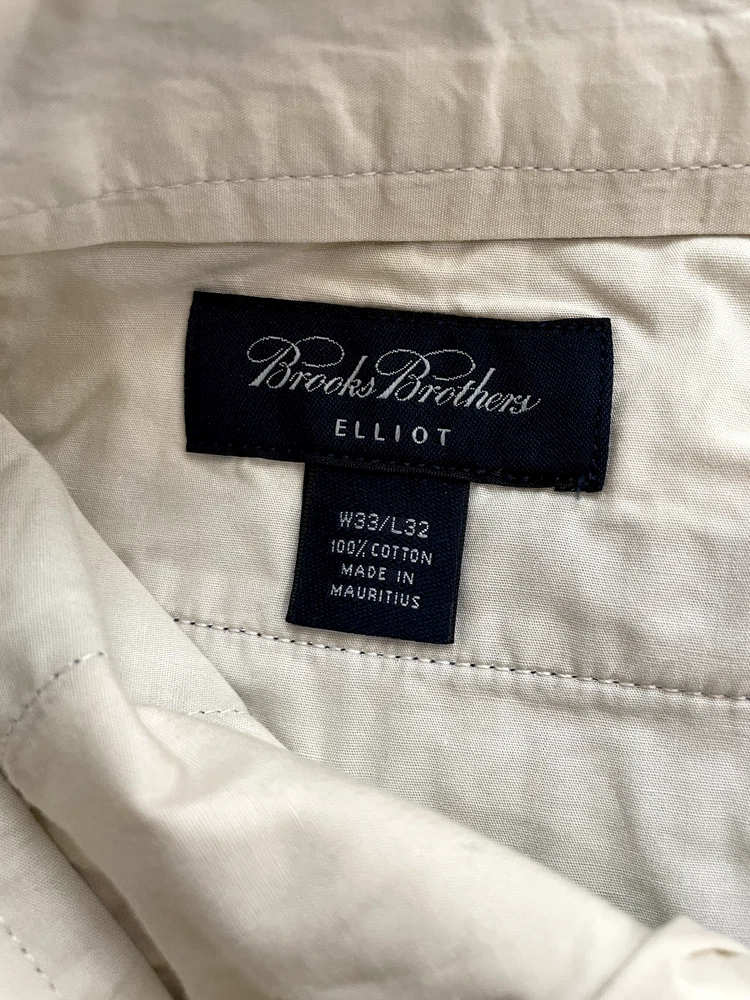 Brooks Brothers
ELLIOT
W33/L32
100% COTTON
MADE IN
MAURITIUS